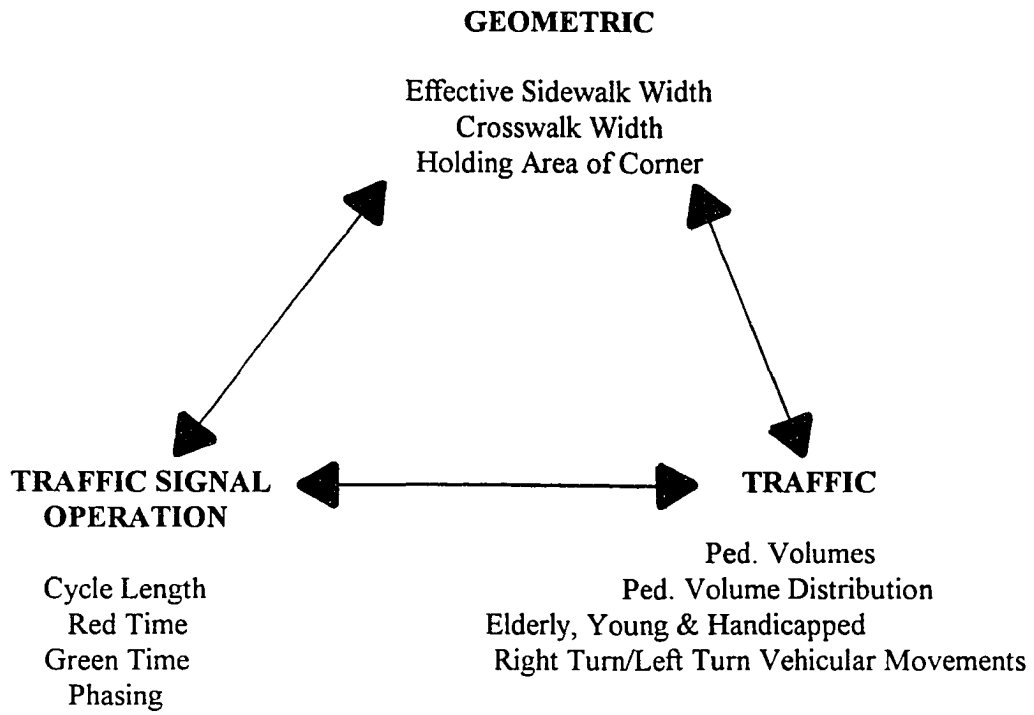 GEOMETRIC
Effective Sidewalk Width
Crosswalk Width
Holding Area of Corner
TRAFFIC SIGNAL
OPERATION
Cycle Length
Red Time
Green Time
Phasing
TRAFFIC
Ped. Volumes
Ped. Volume Distribution
Elderly, Young & Handicapped
Right Turn/Left Turn Vehicular Movements